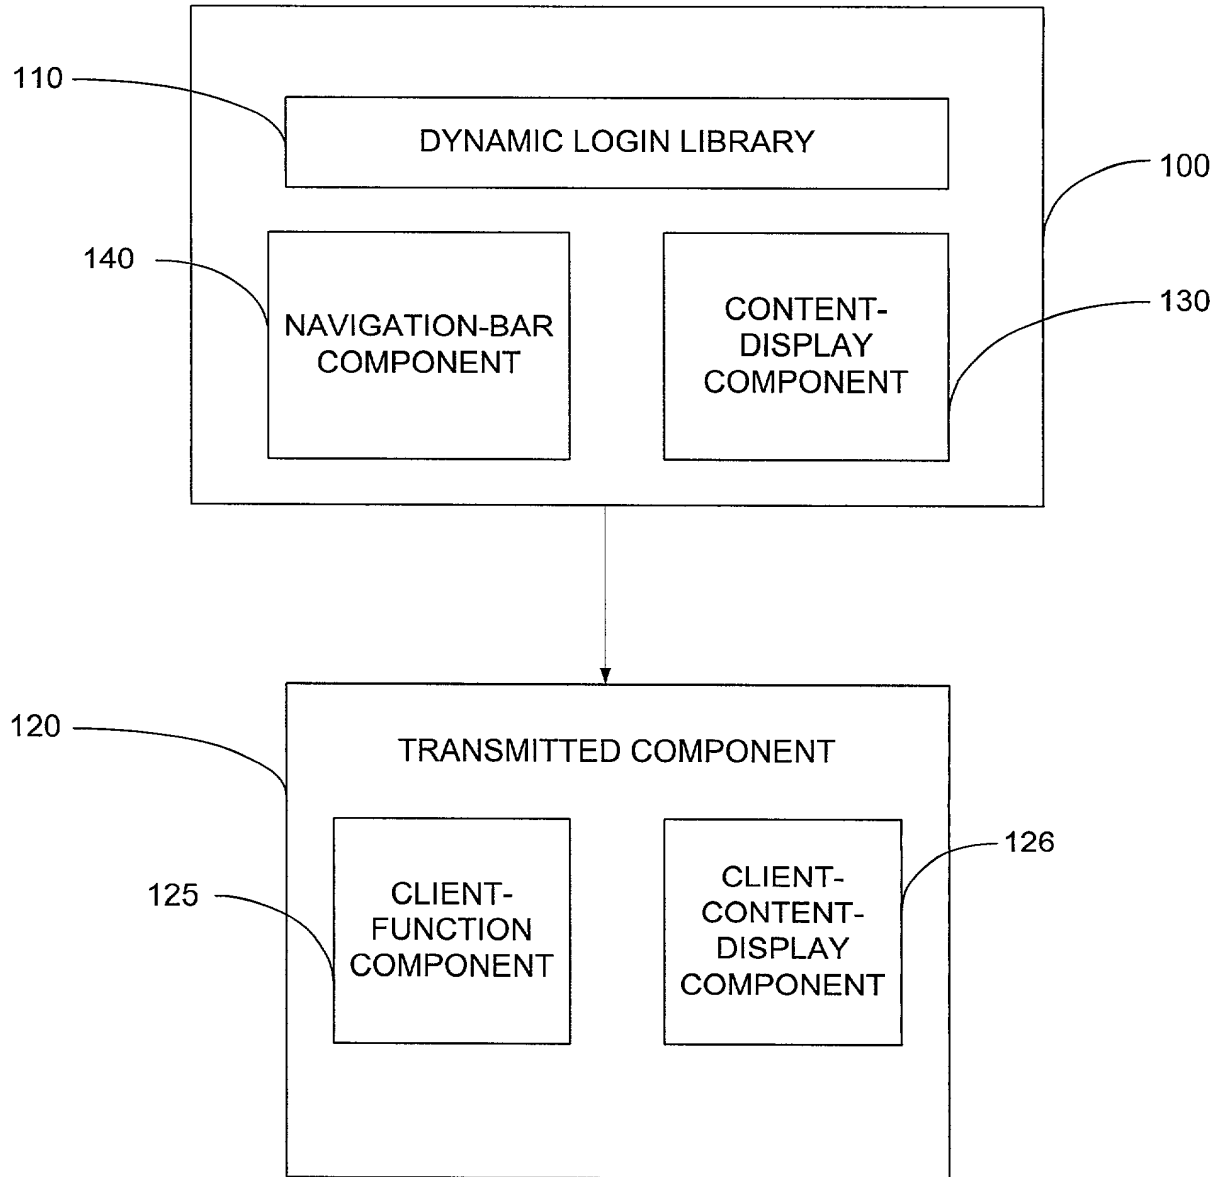 110
DYNAMIC LOGIN LIBRARY
100
140
NAVIGATION-BAR
COMPONENT
CONTENT-
DISPLAY
COMPONENT
130
120
TRANSMITTED COMPONENT
125
CLIENT-
FUNCTION
COMPONENT
CLIENT-
CONTENT-
DISPLAY
COMPONENT
126